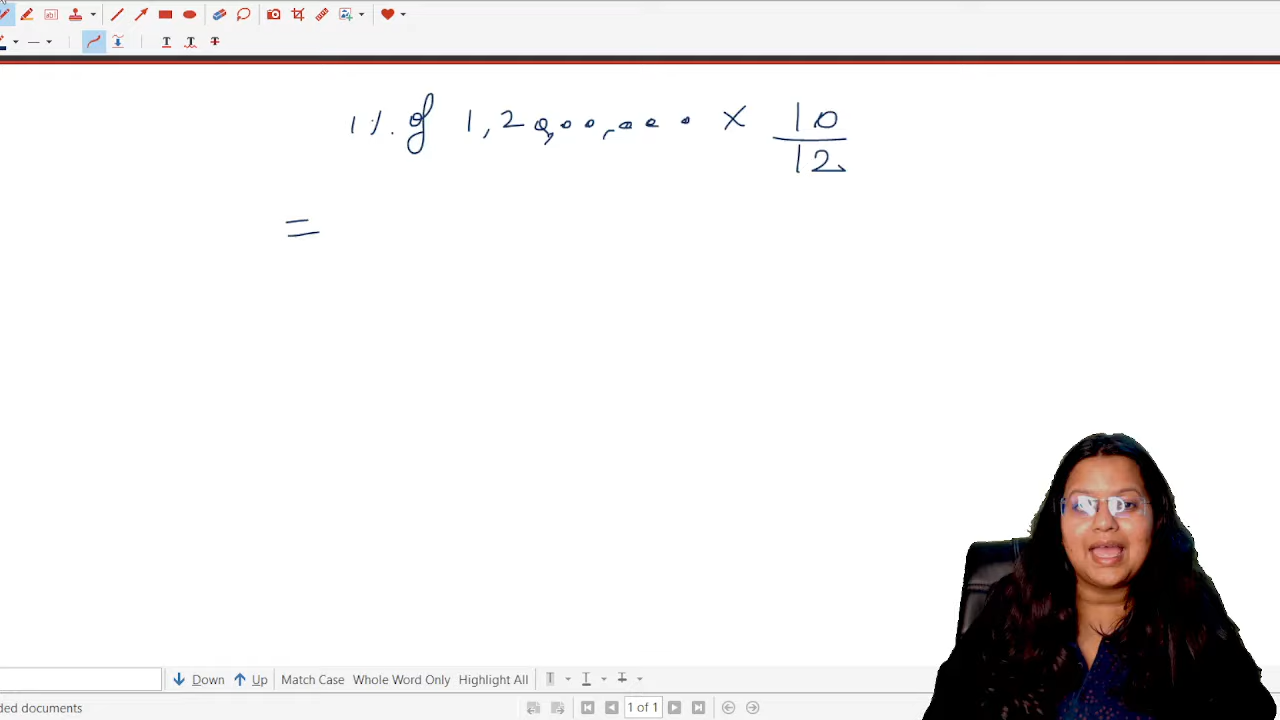 1% of 1,20,00,000 × 10/12
=
Down Up Match Case Whole Word Only Highlight All T T T
ded documents 1 of 1